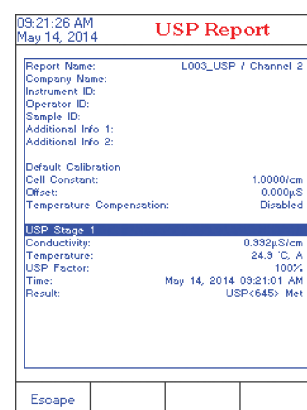 09:21:26 AM
May 14, 2014
USP Report
Report Name: L003_USP / Channel 2
Company Name:
Instrument ID:
Operator ID:
Sample ID:
Additional Info 1:
Additional Info 2:
Default Calibration
Cell Constant: 1.0000/cm
Offset: 0.000µS
Temperature Compensation: Disabled
USP Stage 1
Conductivity: 0.992µS/cm
Temperature: 24.9 °C, A
USP Factor: 100%
Time: May 14, 2014 09:21:01 AM
Result: USP<645> Met
Escape